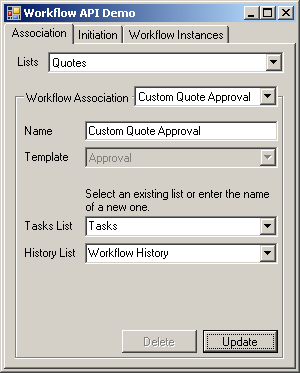 Workflow API Demo
Association Initiation Workflow Instances
Lists Quotes
Workflow Association Custom Quote Approval
Name Custom Quote Approval
Template Approval
Select an existing list or enter the name
of a new one.
Tasks List Tasks
History List Workflow History
Delete Update